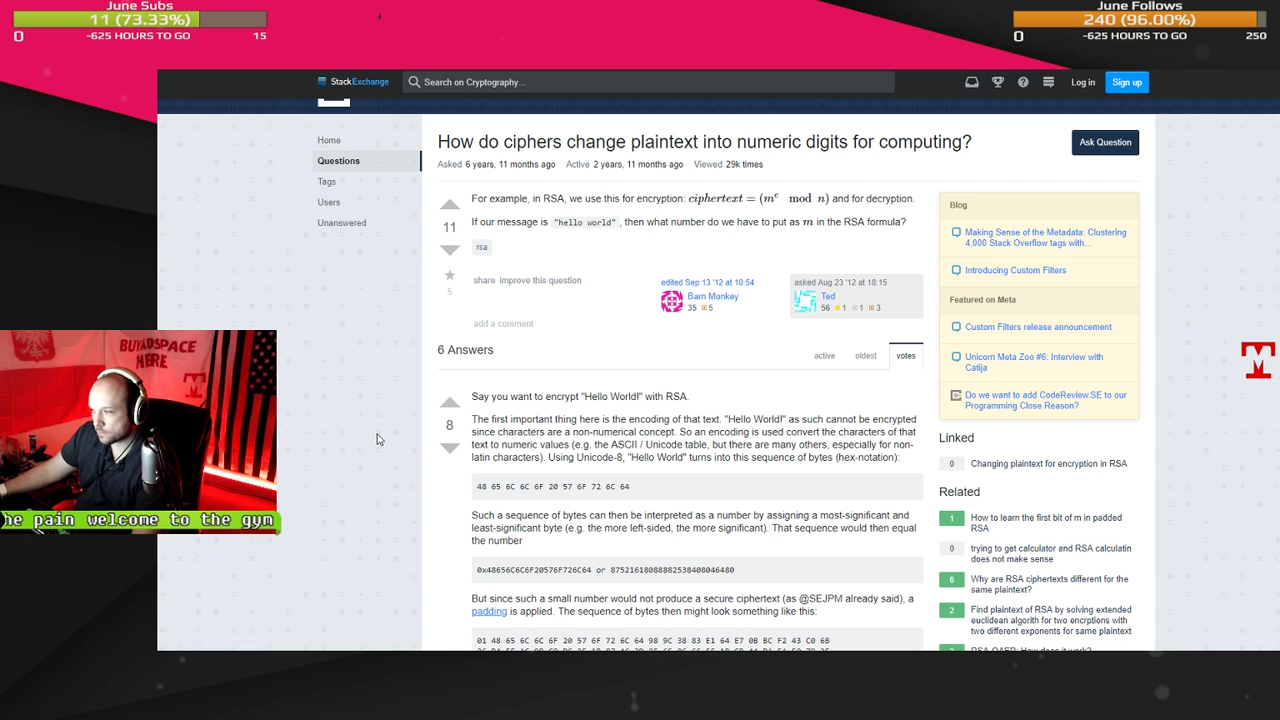 June Subs
11 (73.33%)
0
-625 HOURS TO GO
15
June Follows
240 (96.00%)
0
-625 HOURS TO GO
250
StackExchange
Search on Cryptography...
Log in
Sign up
Home
Questions
Tags
Users
Unanswered
How do ciphers change plaintext into numeric digits for computing?
Ask Question
Asked 6 years, 11 months ago
Active 2 years, 11 months ago
Viewed 29k times
11
For example, in RSA, we use this for encryption: ciphertext = (m^e mod n) and for decryption.
If our message is "hello world", then what number do we have to put as m in the RSA formula?
rsa
5
share improve this question
edited Sep 13 '12 at 10:54
Barn Monkey
35 5
asked Aug 23 '12 at 18:15
Ted
56 1 1 3
add a comment
6 Answers
active
oldest
votes
8
Say you want to encrypt "Hello World!" with RSA.
The first important thing here is the encoding of that text. "Hello World!" as such cannot be encrypted
since characters are a non-numerical concept. So an encoding is used convert the characters of that
text to numeric values (e.g. the ASCII / Unicode table, but there are many others, especially for non-
latin characters). Using Unicode-8, "Hello World" turns into this sequence of bytes (hex-notation):
48 65 6C 6C 6F 20 57 6F 72 6C 64
Such a sequence of bytes can then be interpreted as a number by assigning a most-significant and
least-significant byte (e.g. the more left-sided, the more significant). That sequence would then equal
the number
0x48656C6C6F20576F726C64 or 87521618088882538408046480
But since such a small number would not produce a secure ciphertext (as @SEJPM already said), a
padding is applied. The sequence of bytes then might look something like this:
01 48 65 6C 6C 6F 20 57 6F 72 6C 64 98 9C 38 83 E1 64 E7 0B BC F2 43 C0 6B
Blog
Making Sense of the Metadata: Clustering
4,000 Stack Overflow tags with…
Introducing Custom Filters
Featured on Meta
Custom Filters release announcement
Unicorn Meta Zoo #6: Interview with
Catija
Do we want to add CodeReview.SE to our
Programming Close Reason?
Linked
0 Changing plaintext for encryption in RSA
Related
1 How to learn the first bit of m in padded
RSA
0 trying to get calculator and RSA calculatin
does not make sense
6 Why are RSA ciphertexts different for the
same plaintext?
2 Find plaintext of RSA by solving extended
euclidean algorith for two encrptions with
two different exponents for same plaintext
RSA-OAEP: How does it work?
HERE
he pain welcome to the gym